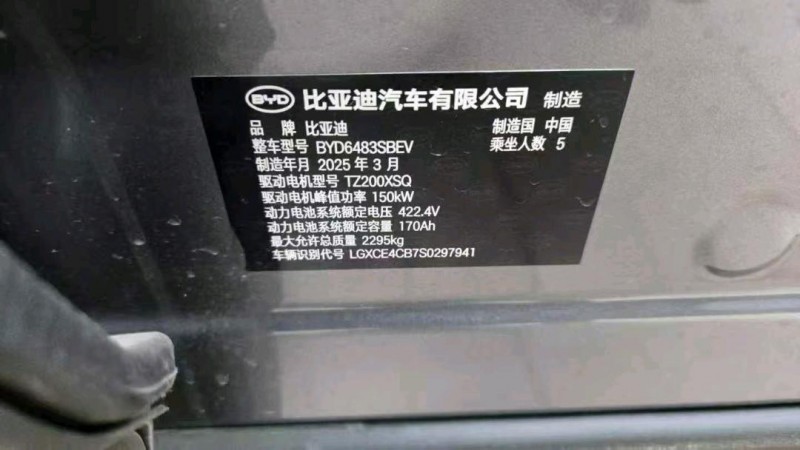 BYD 比亚迪汽车有限公司 制造
品 牌 比亚迪 制造国 中国
整车型号 BYD6483SBEV 乘坐人数 5
制造年月 2025 年 3 月
驱动电机型号 TZ200XSQ
驱动电机峰值功率 150kW
动力电池系统额定电压 422.4V
动力电池系统额定容量 170Ah
最大允许总质量 2295kg
车辆识别代号 LGXCE4CB7S0297941